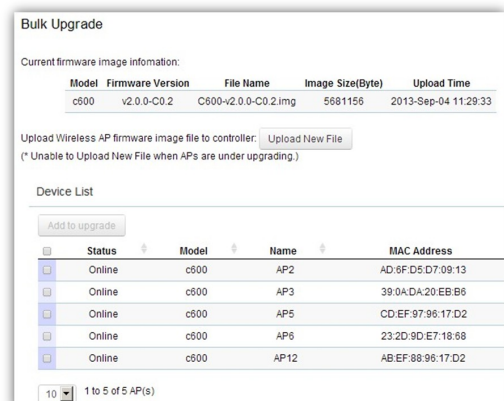 Bulk Upgrade
Current firmware image infomation:
Model Firmware Version File Name Image Size(Byte) Upload Time
c600 v2.0.0-C0.2 C600-v2.0.0-C0.2.img 5681156 2013-Sep-04 11:29:33
Upload Wireless AP firmware image file to controller: Upload New File
(* Unable to Upload New File when APs are under upgrading.)
Device List
Add to upgrade
Status Model Name MAC Address
Online c600 AP2 AD:6F:D5:D7:09:13
Online c600 AP3 39:0A:DA:20:EB:B6
Online c600 AP5 CD:EF:97:96:17:D2
Online c600 AP6 23:2D:9D:E7:18:68
Online c600 AP12 AB:EF:88:96:17:D2
10 1 to 5 of 5 AP(s)